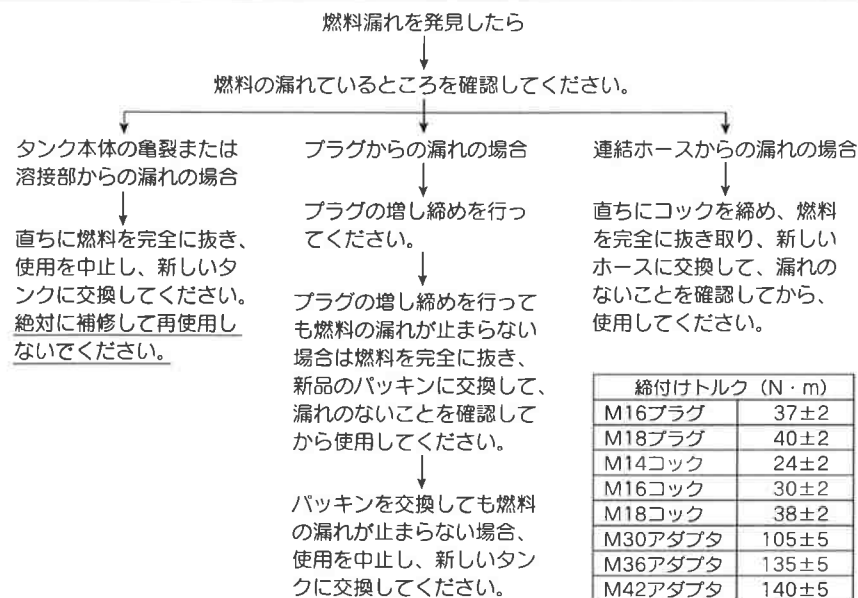 燃料漏れを発見したら
燃料の漏れているところを確認してください。
タンク本体の亀裂または
溶接部からの漏れの場合
直ちに燃料を完全に抜き、
使用を中止し、新しいタ
ンクに交換してください。
絶対に補修して再使用し
ないでください。
プラグからの漏れの場合
プラグの増し締めを行っ
てください。
プラグの増し締めを行って
も燃料の漏れが止まらない
場合は燃料を完全に抜き、
新品のパッキンに交換して、
漏れのないことを確認して
から使用してください。
パッキンを交換しても燃料
の漏れが止まらない場合、
使用を中止し、新しいタン
クに交換してください。
連結ホースからの漏れの場合
直ちにコックを締め、燃料
を完全に抜き取り、新しい
ホースに交換して、漏れの
ないことを確認してから、
使用してください。
締付けトルク（N・m）
M16プラグ 37±2
M18プラグ 40±2
M14コック 24±2
M16コック 30±2
M18コック 38±2
M30アダプタ 105±5
M36アダプタ 135±5
M42アダプタ 140±5